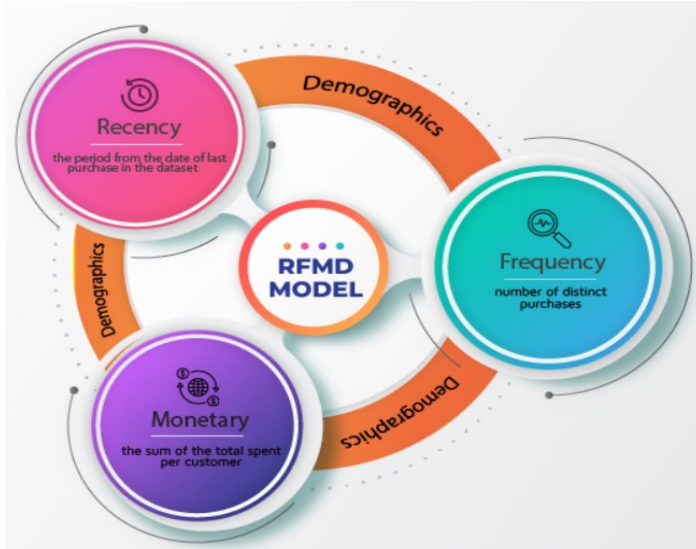 Demographics
Recency
the period from the date of last
purchase in the dataset
RFMD
MODEL
Frequency
number of distinct
purchases
Demographics
Monetary
the sum of the total spent
per customer
Demographics